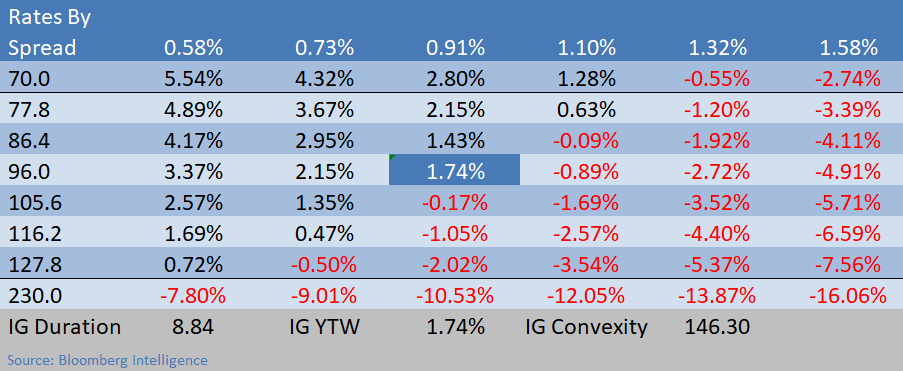 Rates By
Spread 0.58% 0.73% 0.91% 1.10% 1.32% 1.58%
70.0 5.54% 4.32% 2.80% 1.28% -0.55% -2.74%
77.8 4.89% 3.67% 2.15% 0.63% -1.20% -3.39%
86.4 4.17% 2.95% 1.43% -0.09% -1.92% -4.11%
96.0 3.37% 2.15% 1.74% -0.89% -2.72% -4.91%
105.6 2.57% 1.35% -0.17% -1.69% -3.52% -5.71%
116.2 1.69% 0.47% -1.05% -2.57% -4.40% -6.59%
127.8 0.72% -0.50% -2.02% -3.54% -5.37% -7.56%
230.0 -7.80% -9.01% -10.53% -12.05% -13.87% -16.06%
IG Duration 8.84 IG YTW 1.74% IG Convexity 146.30
Source: Bloomberg Intelligence